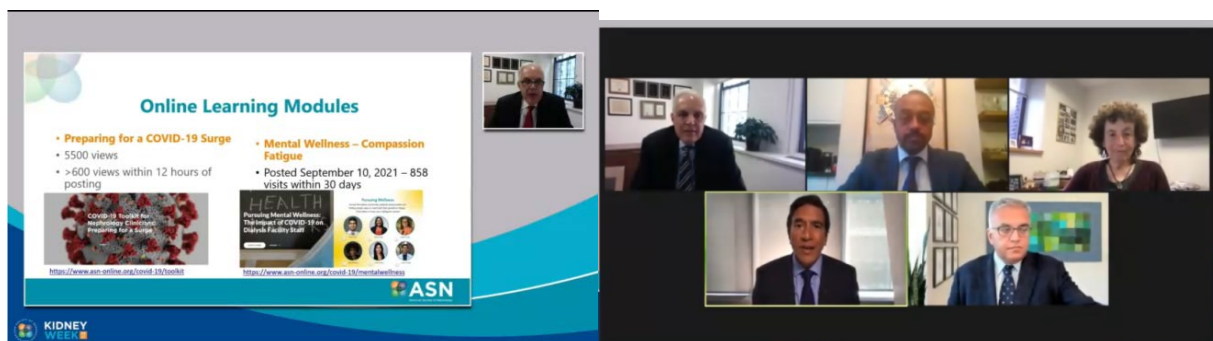 Online Learning Modules
• Preparing for a COVID-19 Surge
• 5500 views
• >600 views within 12 hours of
posting
COVID-19 Toolkit for
Nephrology Clinicians:
Preparing for a Surge
https://www.asn-online.org/covid-19/toolkit
• Mental Wellness – Compassion
Fatigue
• Posted September 10, 2021 – 858
visits within 30 days
HEALTH
Pursuing Mental Wellness:
The Impact of COVID-19 on
Dialysis Facility Staff
Pursuing Wellness
https://www.asn-online.org/covid-19/mentalwellness
ASN
KIDNEY
WEEK